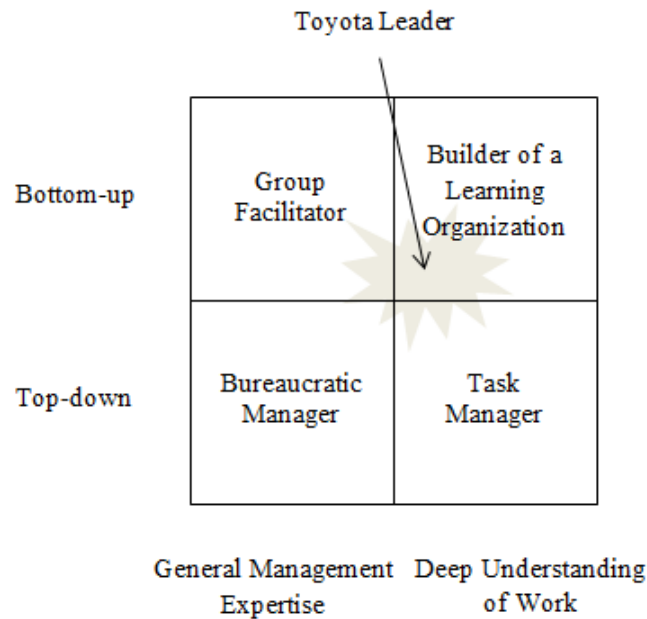 Toyota Leader
Bottom-up
Group
Facilitator
Builder of a
Learning
Organization
Top-down
Bureaucratic
Manager
Task
Manager
General Management
Expertise
Deep Understanding
of Work